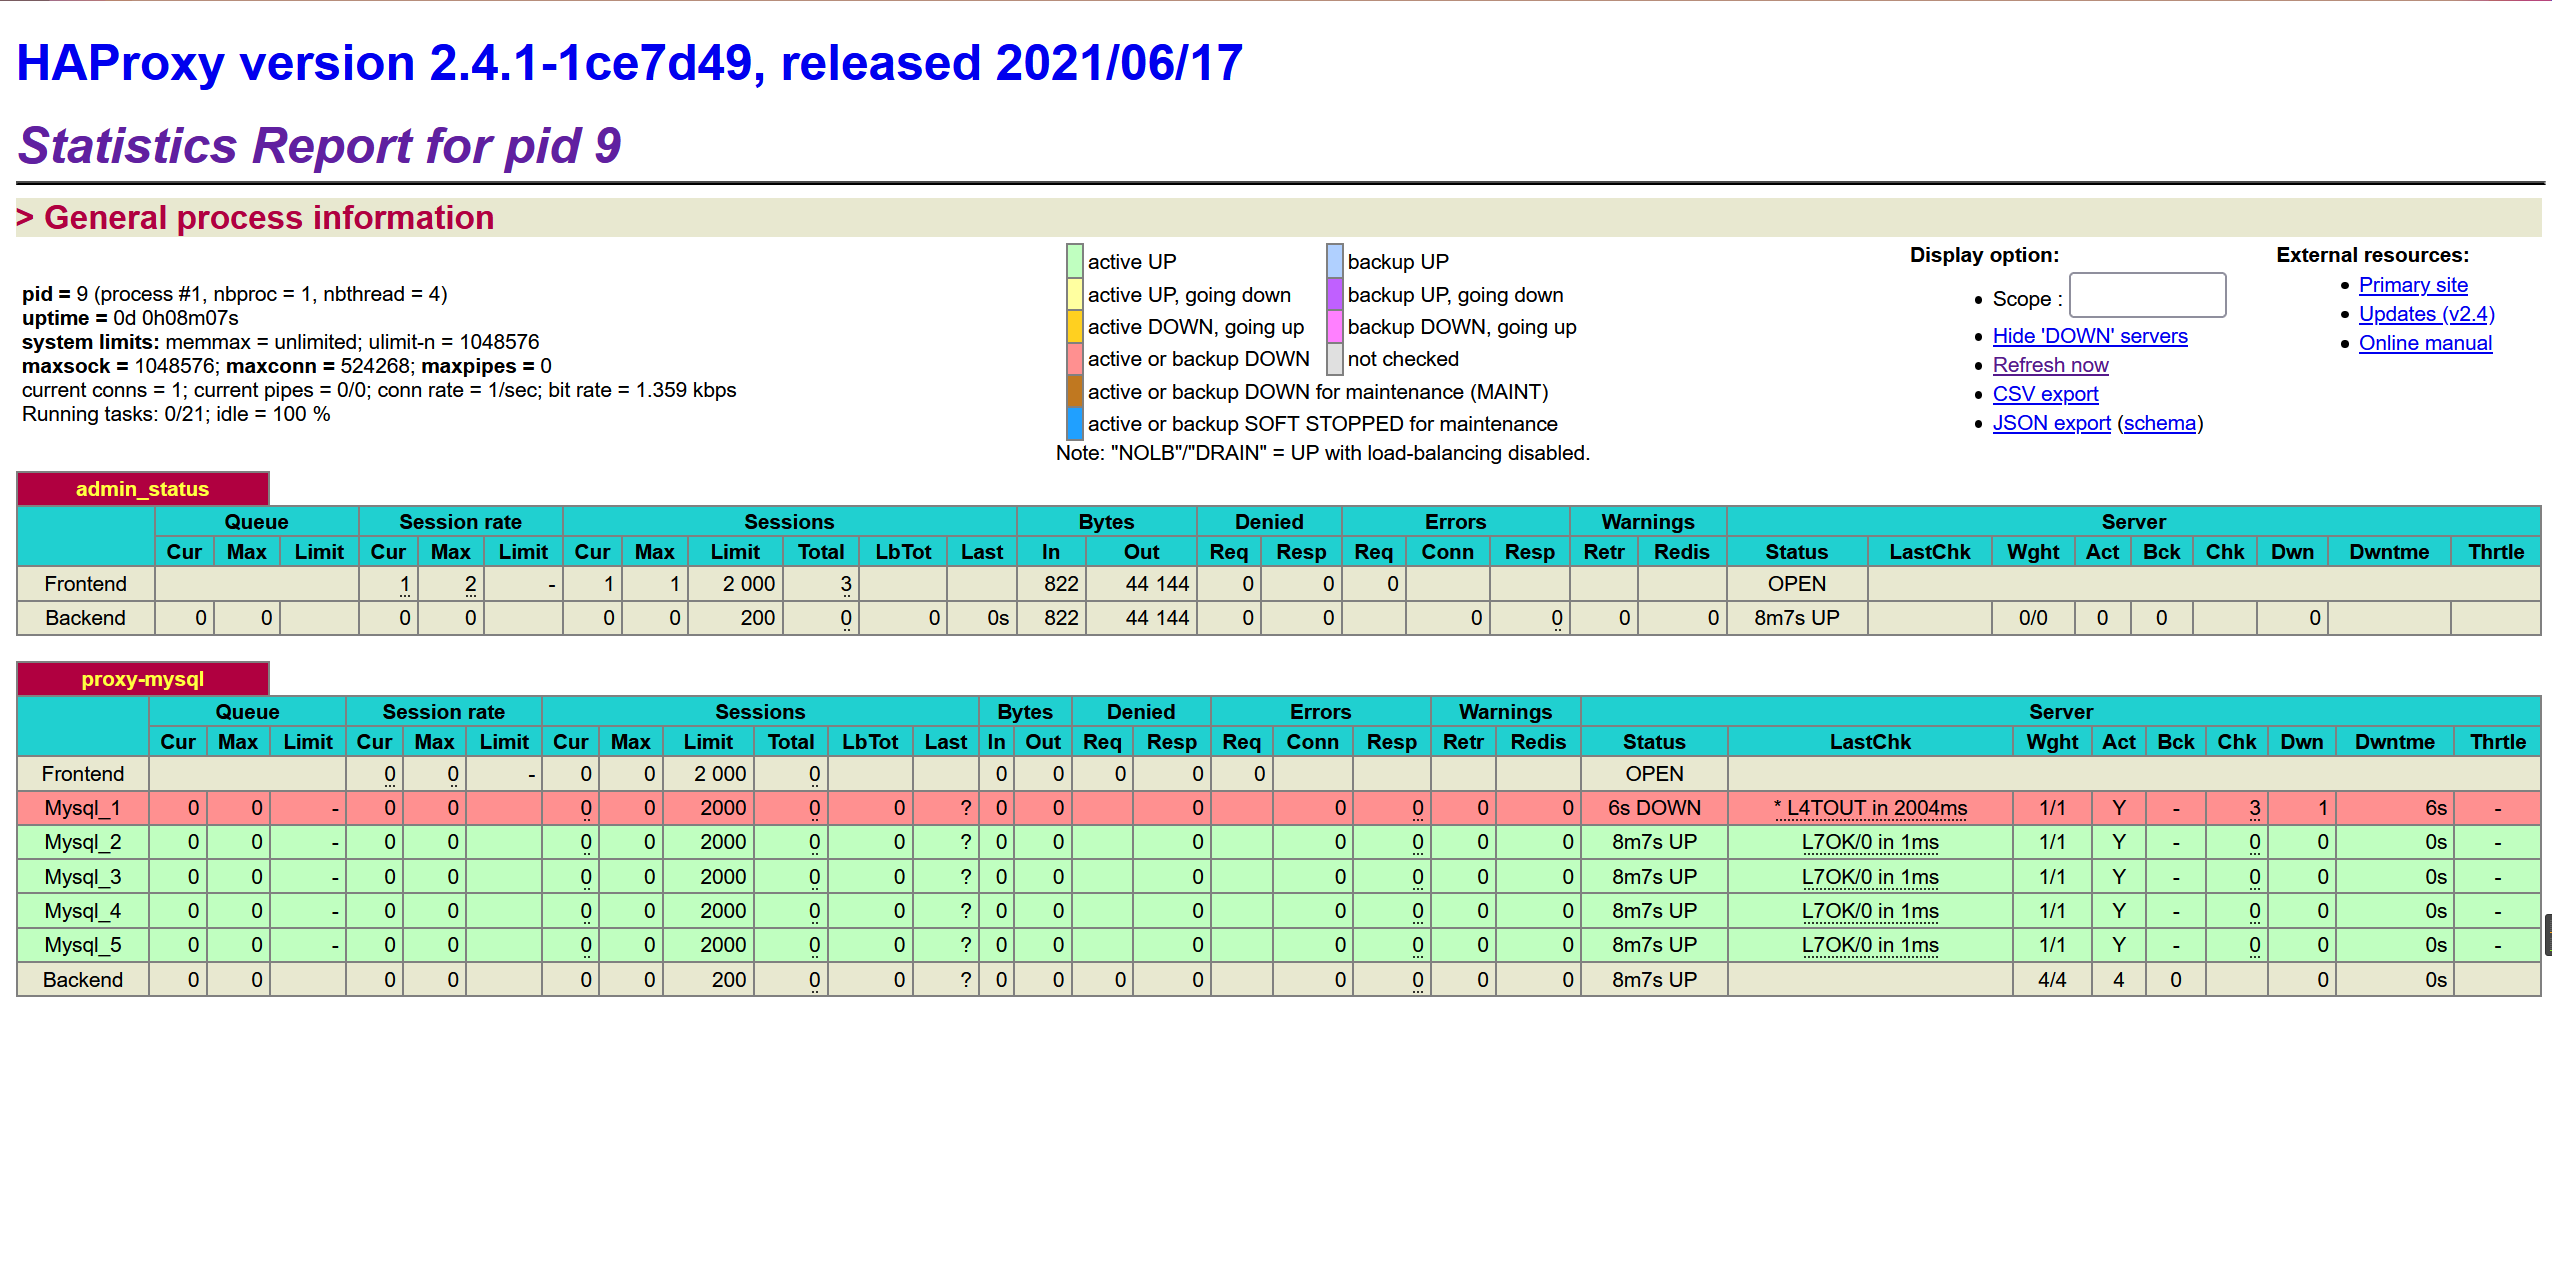 HAProxy version 2.4.1-1ce7d49, released 2021/06/17
Statistics Report for pid 9
> General process information
pid = 9 (process #1, nbproc = 1, nbthread = 4)
uptime = 0d 0h08m07s
system limits: memmax = unlimited; ulimit-n = 1048576
maxsock = 1048576; maxconn = 524268; maxpipes = 0
current conns = 1; current pipes = 0/0; conn rate = 1/sec; bit rate = 1.359 kbps
Running tasks: 0/21; idle = 100 %
active UP backup UP
active UP, going down backup UP, going down
active DOWN, going up backup DOWN, going up
active or backup DOWN not checked
active or backup DOWN for maintenance (MAINT)
active or backup SOFT STOPPED for maintenance
Note: "NOLB"/"DRAIN" = UP with load-balancing disabled.
Display option:
Scope :
Hide 'DOWN' servers
Refresh now
CSV export
JSON export (schema)
External resources:
Primary site
Updates (v2.4)
Online manual
admin_status
Queue Session rate Sessions Bytes Denied Errors Warnings Server
Cur Max Limit Cur Max Limit Cur Max Limit Total LbTot Last In Out Req Resp Req Conn Resp Retr Redis Status LastChk Wght Act Bck Chk Dwn Dwntme Thrtle
Frontend 1 2 - 1 1 2 000 3 822 44 144 0 0 0 OPEN
Backend 0 0 0 0 0 0 200 0 0 0s 822 44 144 0 0 0 0 0 0 8m7s UP 0/0 0 0 0
proxy-mysql
Queue Session rate Sessions Bytes Denied Errors Warnings Server
Cur Max Limit Cur Max Limit Cur Max Limit Total LbTot Last In Out Req Resp Req Conn Resp Retr Redis Status LastChk Wght Act Bck Chk Dwn Dwntme Thrtle
Frontend 0 0 - 0 0 2 000 0 0 0 0 0 0 OPEN
Mysql_1 0 0 - 0 0 0 0 2000 0 0 ? 0 0 0 0 0 0 0 6s DOWN * L4TOUT in 2004ms 1/1 Y - 3 1 6s -
Mysql_2 0 0 - 0 0 0 0 2000 0 0 ? 0 0 0 0 0 0 0 8m7s UP L7OK/0 in 1ms 1/1 Y - 0 0 0s -
Mysql_3 0 0 - 0 0 0 0 2000 0 0 ? 0 0 0 0 0 0 0 8m7s UP L7OK/0 in 1ms 1/1 Y - 0 0 0s -
Mysql_4 0 0 - 0 0 0 0 2000 0 0 ? 0 0 0 0 0 0 0 8m7s UP L7OK/0 in 1ms 1/1 Y - 0 0 0s -
Mysql_5 0 0 - 0 0 0 0 2000 0 0 ? 0 0 0 0 0 0 0 8m7s UP L7OK/0 in 1ms 1/1 Y - 0 0 0s -
Backend 0 0 0 0 0 0 200 0 0 ? 0 0 0 0 0 0 0 0 8m7s UP 4/4 4 0 0 0s